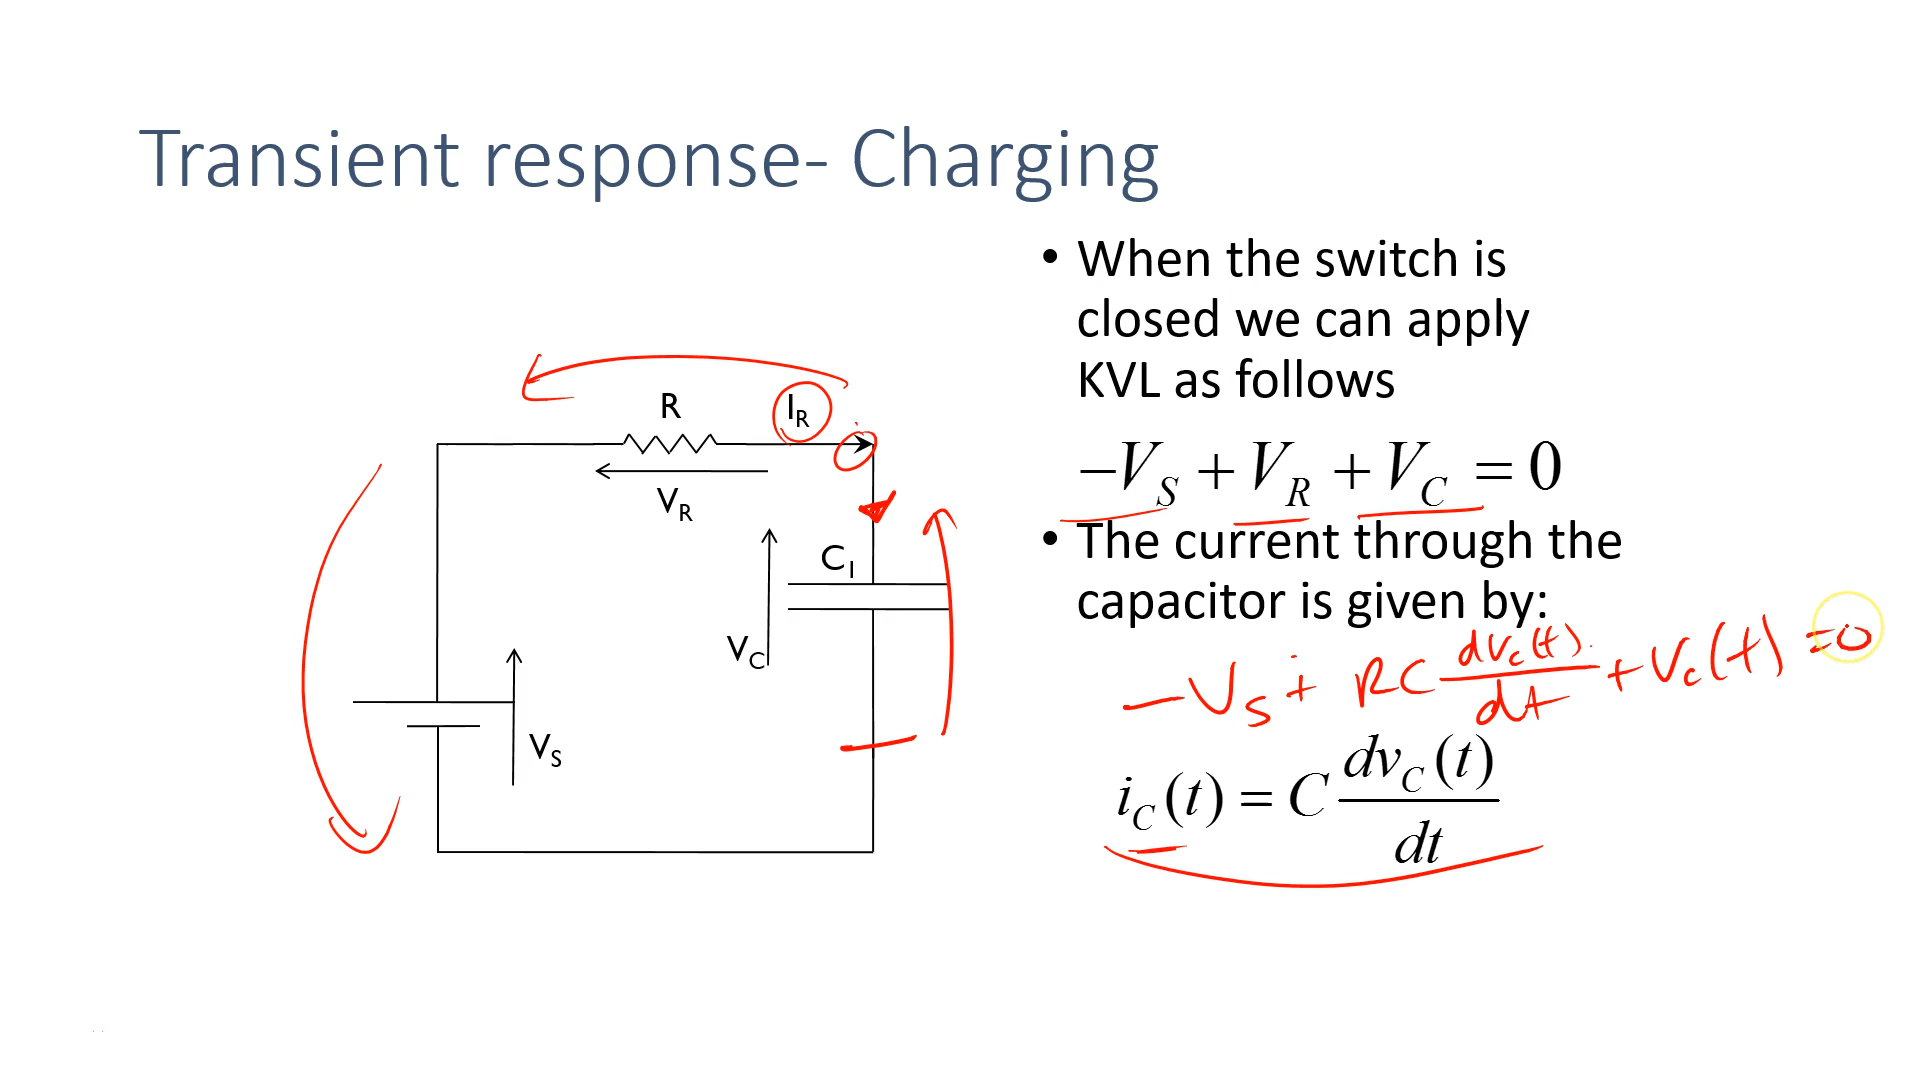 Transient response- Charging
• When the switch is
closed we can apply
KVL as follows
−V_S + V_R + V_C = 0
• The current through the
capacitor is given by:
−V_S + RC dV_C(t)/dt + V_C(t) = 0
i_C(t) = C dv_C(t)/dt
R
I_R
V_R
C_1
V_C
V_S